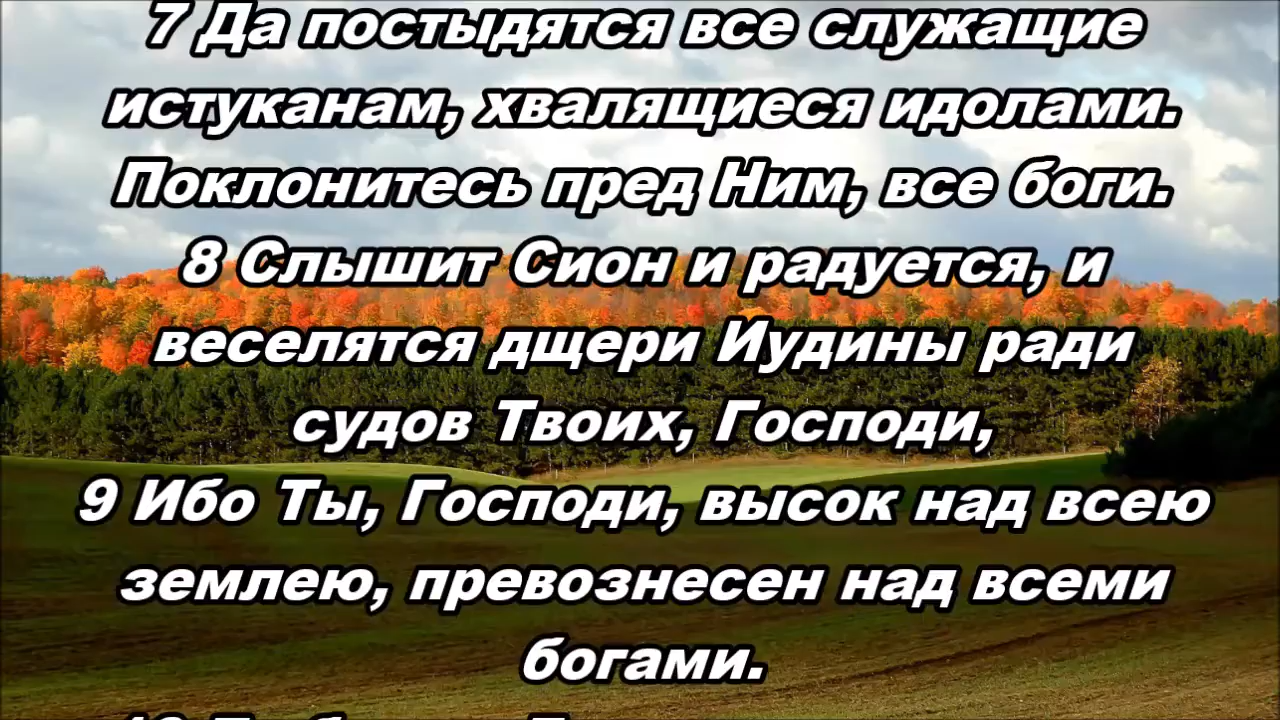 7 Да постыдятся все служащие
истуканам, хвалящиеся идолами.
Поклонитесь пред Ним, все боги.
8 Слышит Сион и радуется, и
веселятся дщери Иудины ради
судов Твоих, Господи,
9 Ибо Ты, Господи, высок над всею
землею, превознесен над всеми
богами.